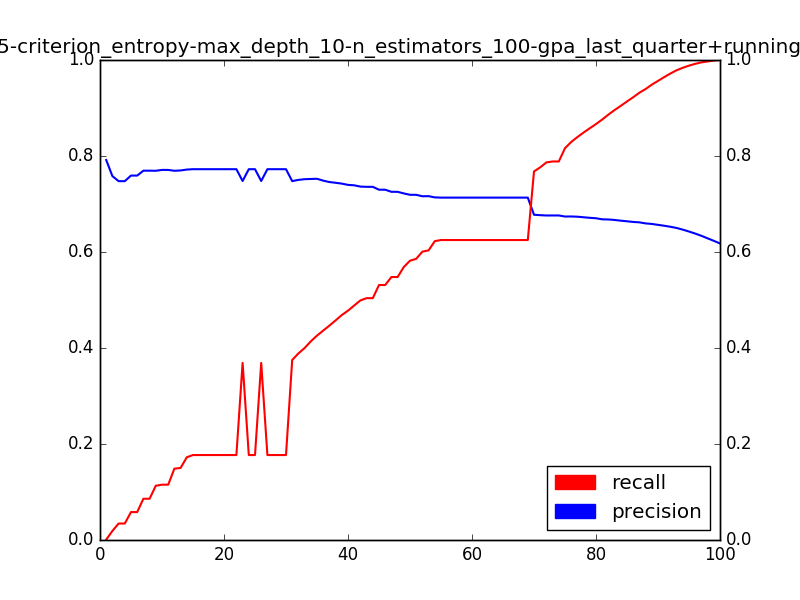 5-criterion_entropy-max_depth_10-n_estimators_100-gpa_last_quarter+running
1.0 1.0
0.8 0.8
0.6 0.6
0.4 0.4
0.2 0.2
recall
precision
0.0 0.0
0 20 40 60 80 100